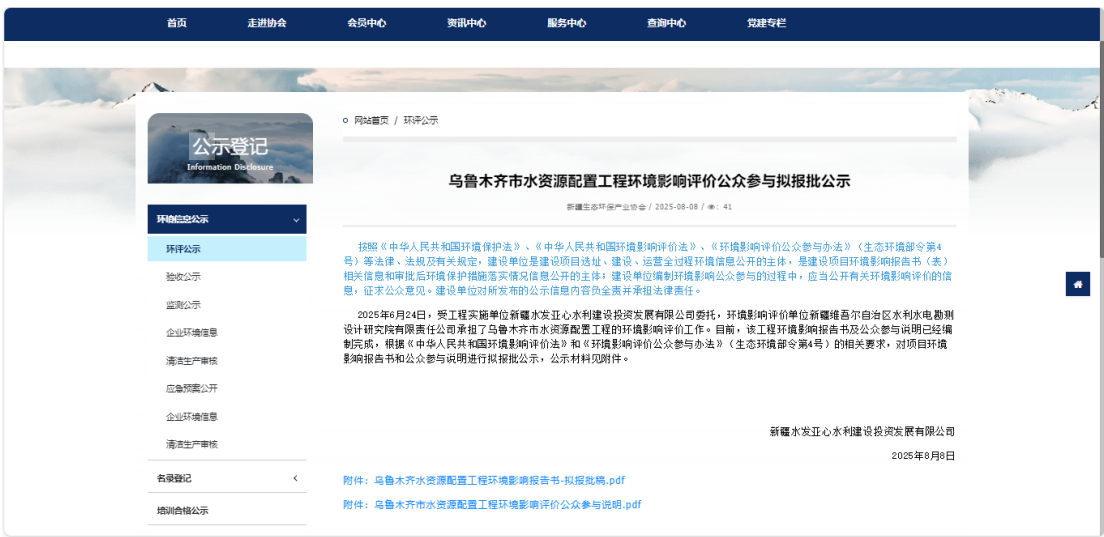 首页 走进协会 会员中心 资讯中心 服务中心 查询中心 党建专栏
公示登记
Information Disclosure
网站首页 / 环评公示
乌鲁木齐市水资源配置工程环境影响评价公众参与拟报批公示
新疆生态环保产业协会 / 2025-08-08 / : 41
环境信息公示
环评公示
验收公示
监测公示
企业环境信息
清洁生产审核
应急预案公开
企业环境信息
清洁生产审核
名录登记
培训合格公示
按照《中华人民共和国环境保护法》、《中华人民共和国环境影响评价法》、《环境影响评价公众参与办法》（生态环境部令第4
号）等法律、法规及有关规定，建设单位是建设项目选址、建设、运营全过程环境信息公开的主体，是建设项目环境影响报告书（表）
相关信息和审批后环境保护措施落实情况信息公开的主体；建设单位编制环境影响公众参与的过程中，应当公开有关环境影响评价的信
息，征求公众意见。建设单位对所发布的公示信息内容负全责并承担法律责任。
2025年6月24日，受工程实施单位新疆水发亚心水利建设投资发展有限公司委托，环境影响评价单位新疆维吾尔自治区水利水电勘测
设计研究院有限责任公司承担了乌鲁木齐市水资源配置工程的环境影响评价工作。目前，该工程环境影响报告书及公众参与说明已经编
制完成，根据《中华人民共和国环境影响评价法》和《环境影响评价公众参与办法》（生态环境部令第4号）的相关要求，对项目环境
影响报告书和公众参与说明进行拟报批公示，公示材料见附件。
新疆水发亚心水利建设投资发展有限公司
2025年8月8日
附件：乌鲁木齐水资源配置工程环境影响报告书-拟报批稿.pdf
附件：乌鲁木齐市水资源配置工程环境影响评价公众参与说明.pdf